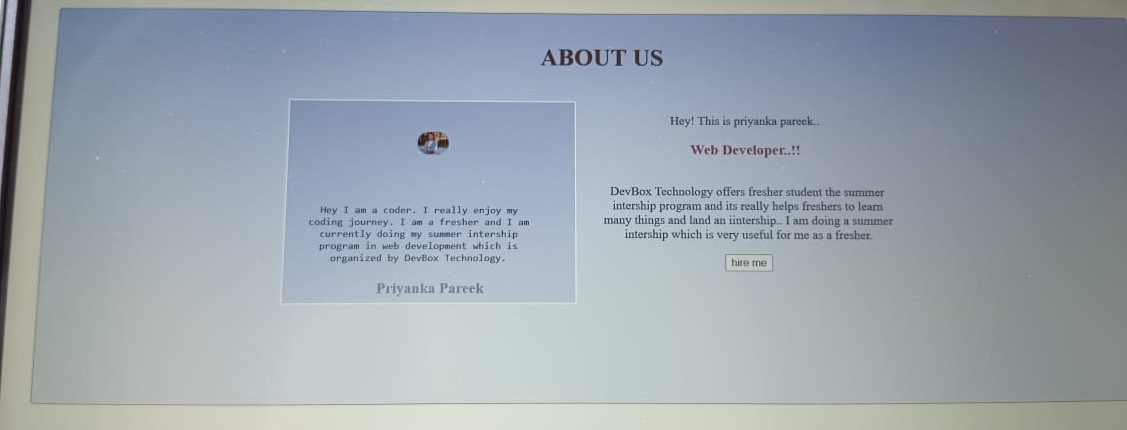 ABOUT US
Hey! This is priyanka pareek..
Web Developer..!!
Hey I am a coder. I really enjoy my
coding journey. I am a fresher and I am
currently doing my summer intership
program in web development which is
organized by DevBox Technology.
Priyanka Pareek
DevBox Technology offers fresher student the summer
intership program and its really helps freshers to learn
many things and land an iintership.. I am doing a summer
intership which is very useful for me as a fresher.
hire me